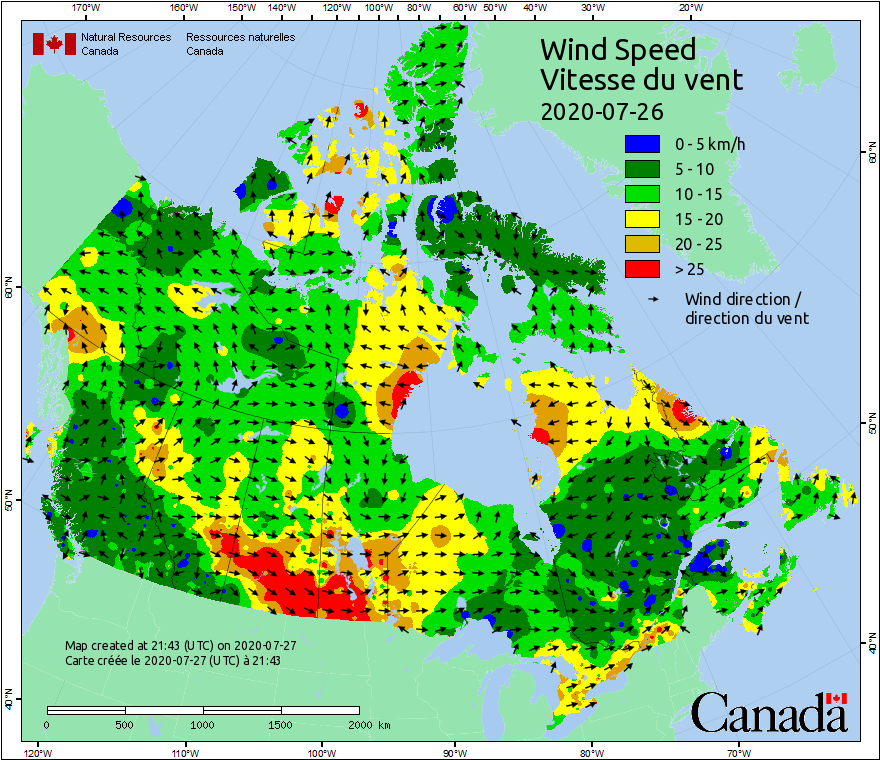 170°W 160°W 150°W 140°W 130°W 120°W 110°W 100°W 90°W 80°W 70°W 60°W 50°W 40°W 30°W 20°W
Natural Resources Canada
Ressources naturelles Canada
Wind Speed
Vitesse du vent
2020-07-26
0 - 5 km/h
5 - 10
10 - 15
15 - 20
20 - 25
> 25
Wind direction /
direction du vent
60°N
60°N
50°N
50°N
40°N
40°N
Map created at 21:43 (UTC) on 2020-07-27
Carte créée le 2020-07-27 (UTC) à 21:43
0 500 1000 1500 2000 km
Canada
120°W 110°W 100°W 90°W 80°W 70°W